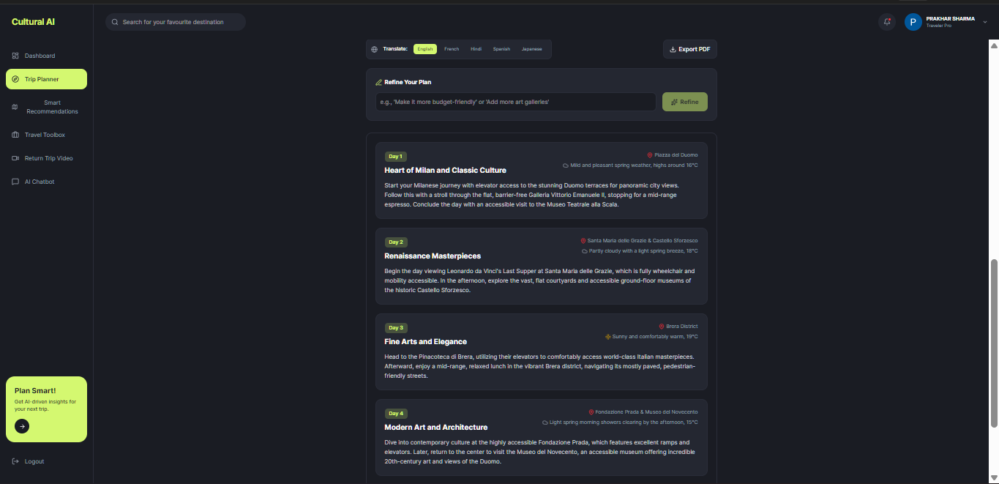 Cultural AI
Search for your favourite destination
P
PRAKHAR SHARMA
Traveler Pro
Dashboard
Trip Planner
Smart
Recommendations
Travel Toolbox
Return Trip Video
AI Chatbot
Plan Smart!
Get AI-driven insights for
your next trip.
Logout
Translate:
English
French
Hindi
Spanish
Japanese
Export PDF
Refine Your Plan
e.g., 'Make it more budget-friendly' or 'Add more art galleries'
Refine
Day 1
Piazza del Duomo
Heart of Milan and Classic Culture
Mild and pleasant spring weather, highs around 16°C
Start your Milanese journey with elevator access to the stunning Duomo terraces for panoramic city views.
Follow this with a stroll through the flat, barrier-free Galleria Vittorio Emanuele II, stopping for a mid-range
espresso. Conclude the day with an accessible visit to the Museo Teatrale alla Scala.
Day 2
Santa Maria delle Grazie & Castello Sforzesco
Renaissance Masterpieces
Partly cloudy with a light spring breeze, 18°C
Begin the day viewing Leonardo da Vinci's Last Supper at Santa Maria delle Grazie, which is fully wheelchair and
mobility accessible. In the afternoon, explore the vast, flat courtyards and accessible ground-floor museums of
the historic Castello Sforzesco.
Day 3
Brera District
Fine Arts and Elegance
Sunny and comfortably warm, 19°C
Head to the Pinacoteca di Brera, utilizing their elevators to comfortably access world-class Italian masterpieces.
Afterward, enjoy a mid-range, relaxed lunch in the vibrant Brera district, navigating its mostly paved, pedestrian-
friendly streets.
Day 4
Fondazione Prada & Museo del Novecento
Modern Art and Architecture
Light spring morning showers clearing by the afternoon, 15°C
Dive into contemporary culture at the highly accessible Fondazione Prada, which features excellent ramps and
elevators. Later, return to the center to visit the Museo del Novecento, an accessible museum offering incredible
20th-century art and views of the Duomo.